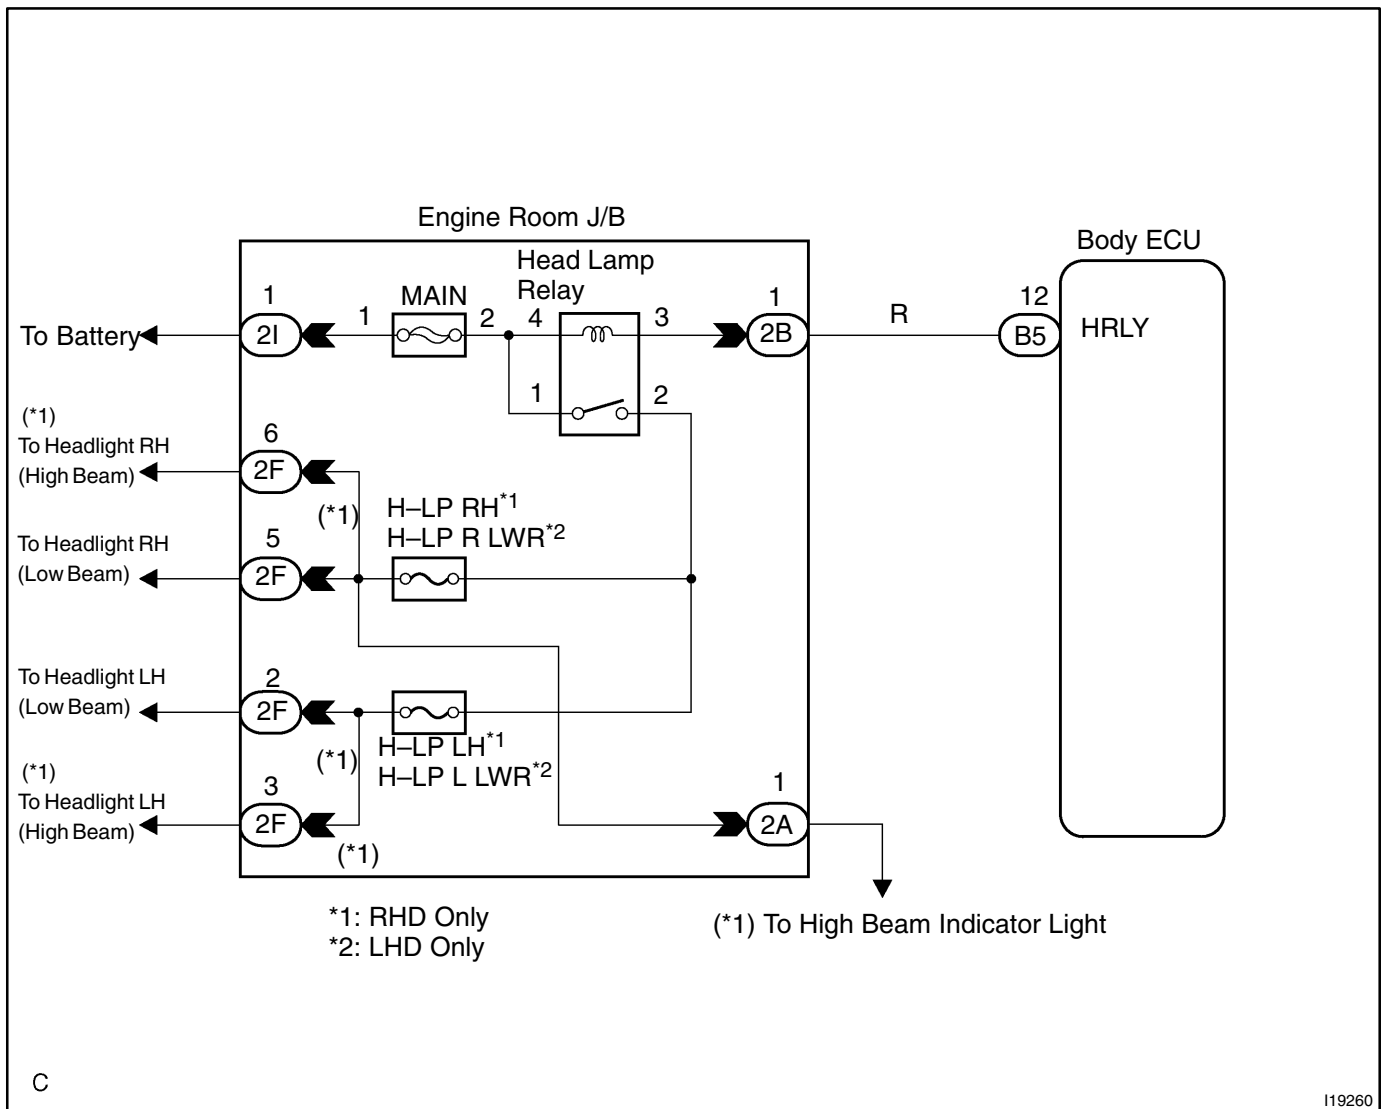 Engine Room J/B
Body ECU
Head Lamp
Relay
MAIN
1
1
2
4
3
1
12
To Battery
2I
2B
R
B5
HRLY
1
2
(*1)
To Headlight RH
(High Beam)
6
2F
(*1)
H–LP RH*1
H–LP R LWR*2
To Headlight RH
(Low Beam)
5
2F
To Headlight LH
(Low Beam)
2
2F
(*1)
H–LP LH*1
H–LP L LWR*2
(*1)
To Headlight LH
(High Beam)
3
2F
(*1)
1
2A
*1: RHD Only
*2: LHD Only
(*1) To High Beam Indicator Light
C
I19260